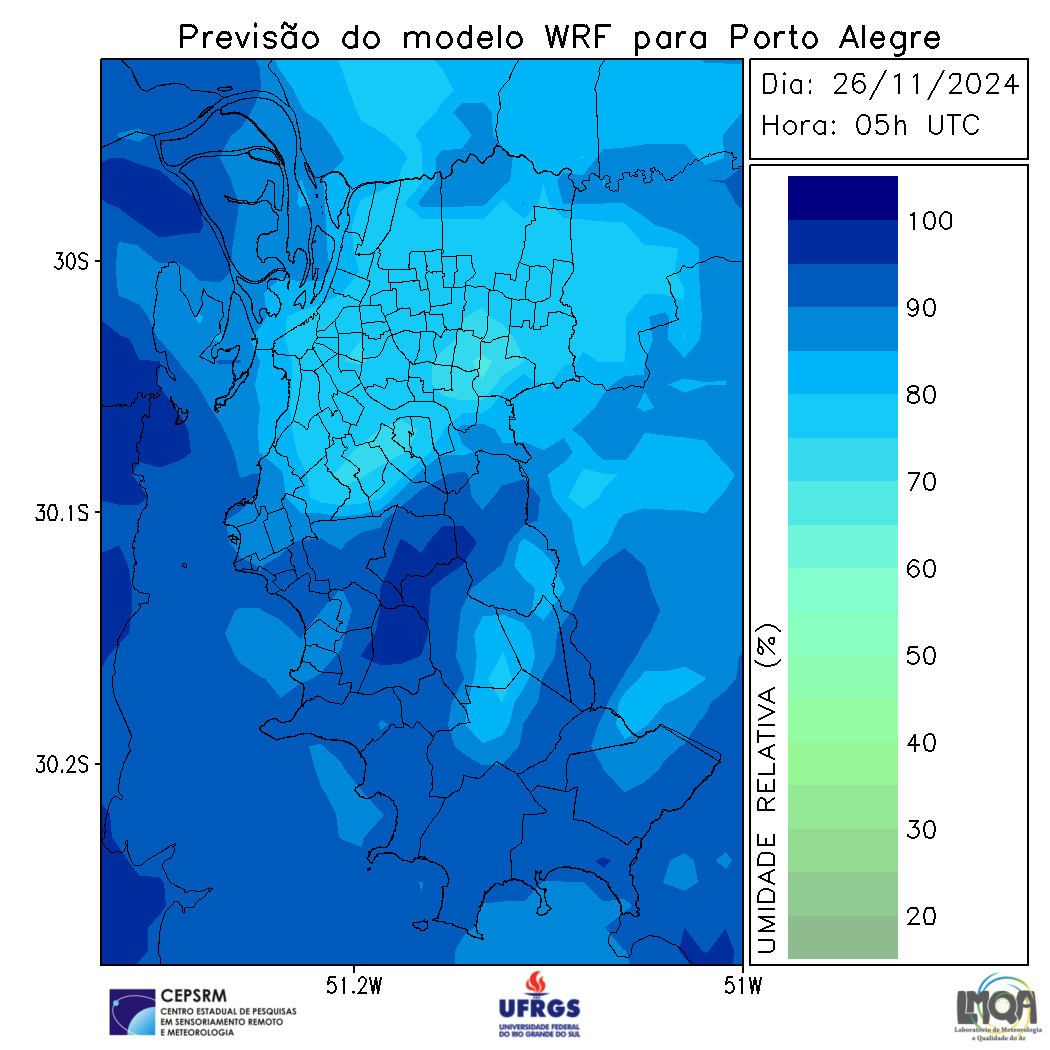 Previsão do modelo WRF para Porto Alegre
Dia: 26/11/2024
Hora: 05h UTC
30S
30.1S
30.2S
51.2W
51W
100
90
80
70
60
50
40
30
20
UMIDADE RELATIVA (%)
CEPSRM
CENTRO ESTADUAL DE PESQUISAS
EM SENSORIAMENTO REMOTO
E METEOROLOGIA
UFRGS
UNIVERSIDADE FEDERAL
DO RIO GRANDE DO SUL
LMQA
Laboratório de Meteorologia
e Qualidade do Ar